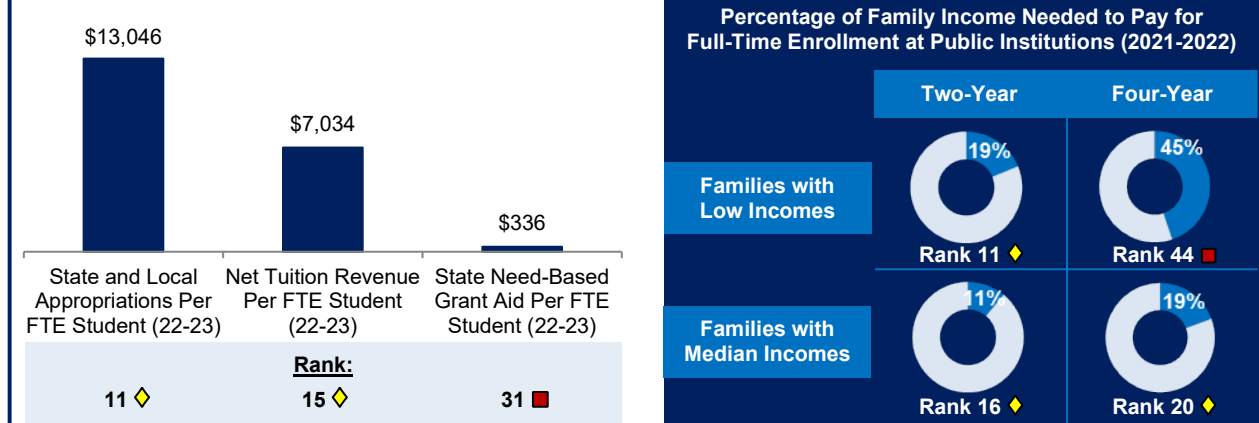 $13,046
$7,034
$336
State and Local
Appropriations Per
FTE Student (22-23)
Net Tuition Revenue
Per FTE Student
(22-23)
State Need-Based
Grant Aid Per FTE
Student (22-23)
Rank:
11
15
31
Percentage of Family Income Needed to Pay for
Full-Time Enrollment at Public Institutions (2021-2022)
Two-Year
Four-Year
Families with
Low Incomes
19%
Rank 11
45%
Rank 44
Families with
Median Incomes
11%
Rank 16
19%
Rank 20